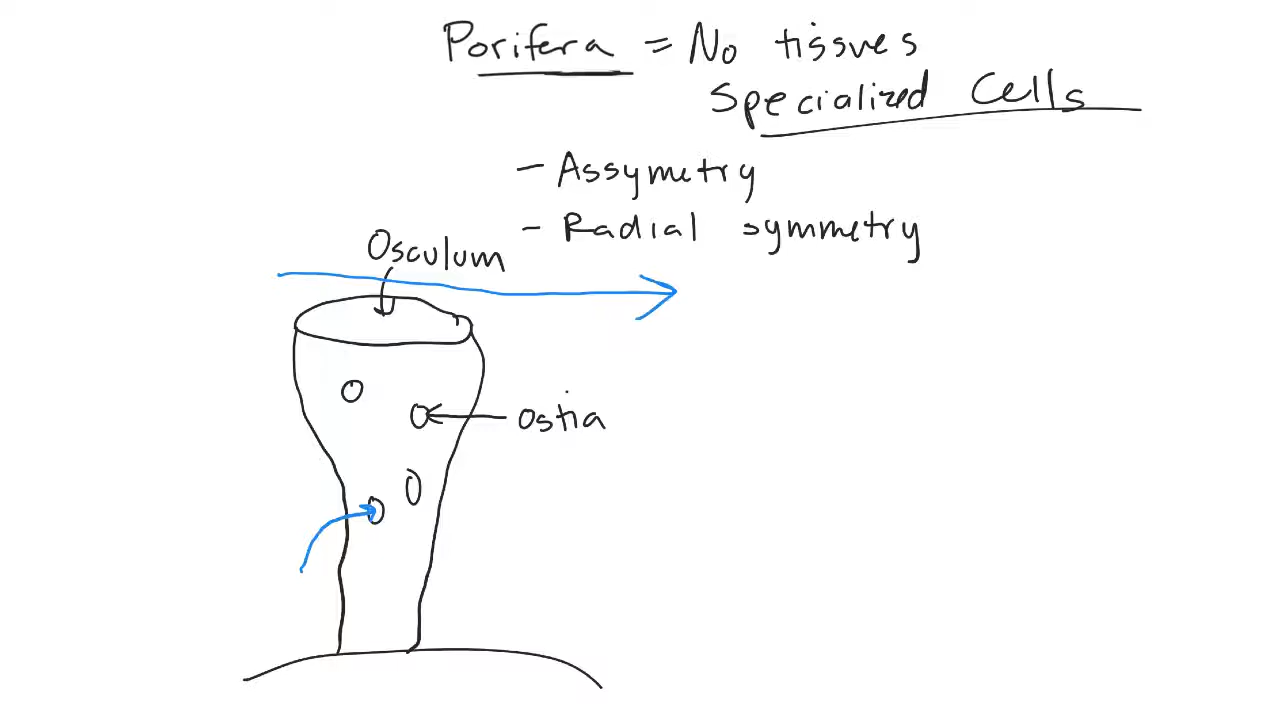 Porifera = No tissues
Specialized Cells
- Assymetry
- Radial symmetry
Osculum
Ostia